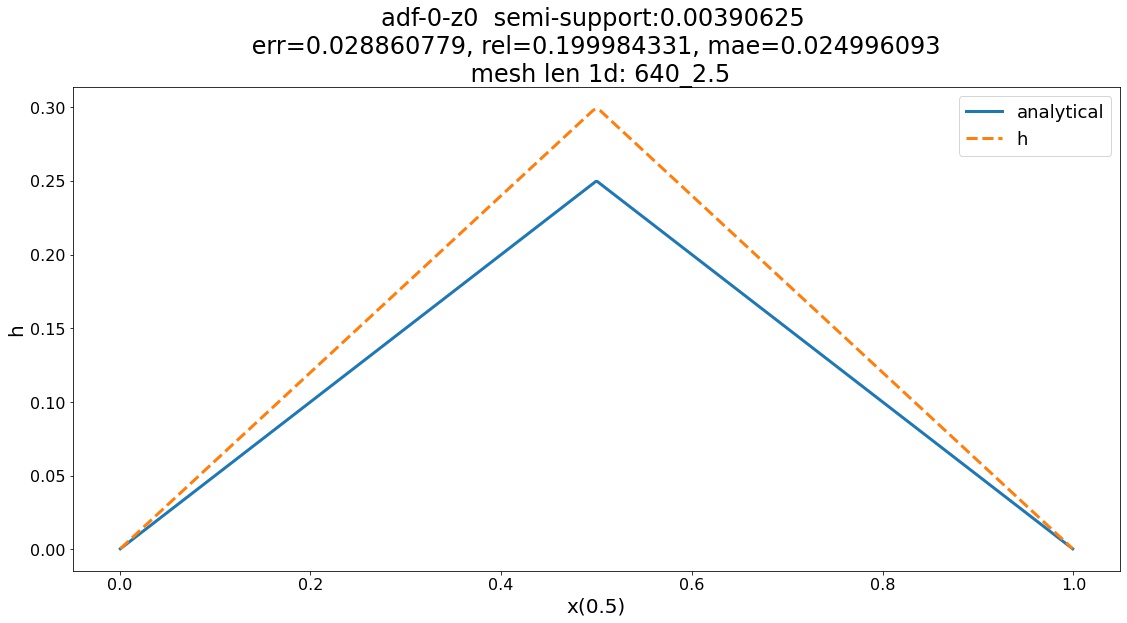 adf-0-z0  semi-support:0.00390625
err=0.028860779, rel=0.199984331, mae=0.024996093
mesh len 1d: 640_2.5
analytical
h
h
0.30
0.25
0.20
0.15
0.10
0.05
0.00
0.0 0.2 0.4 0.6 0.8 1.0
x(0.5)